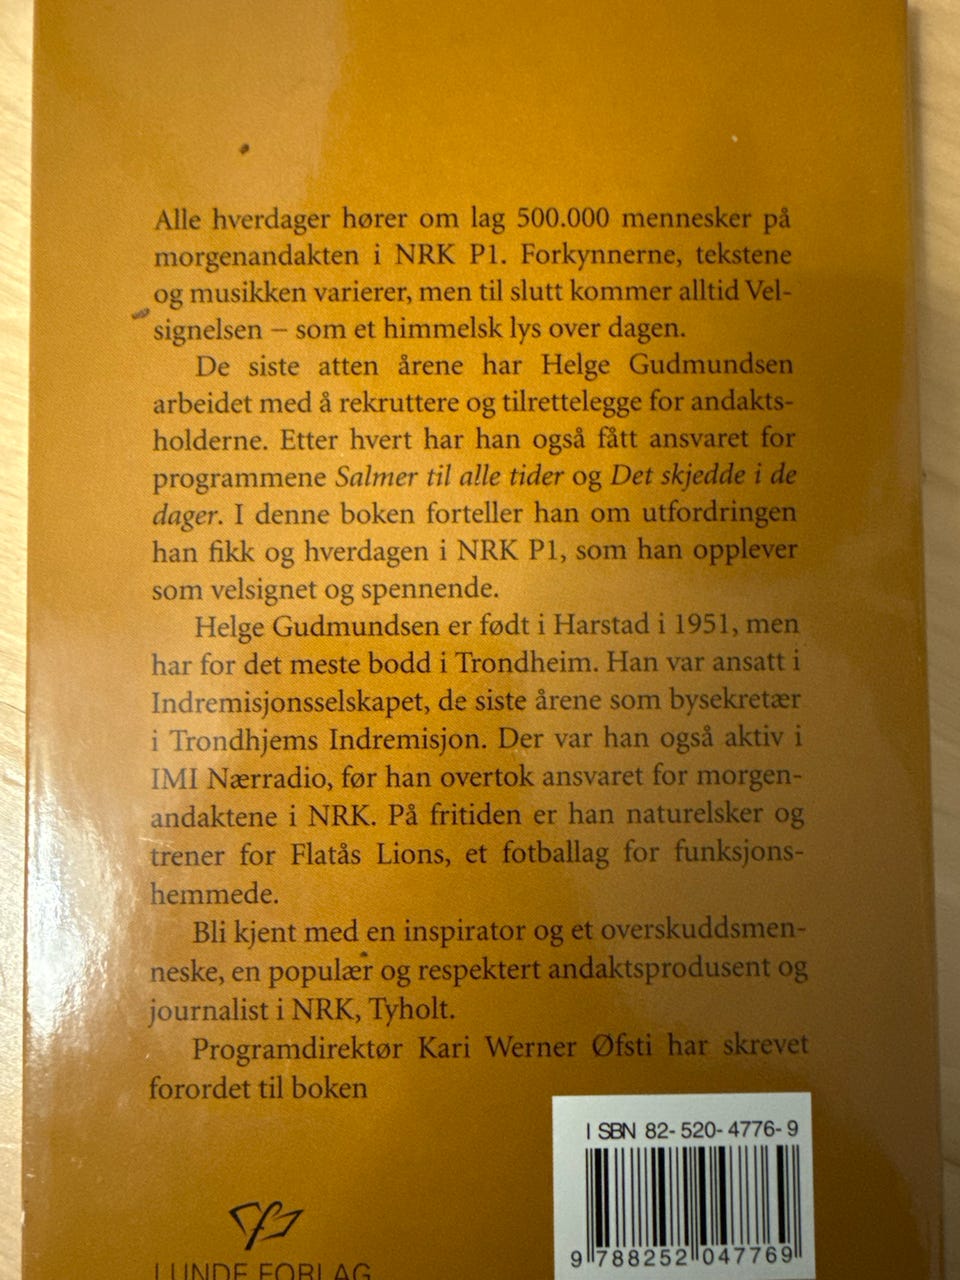 Alle hverdager hører om lag 500.000 mennesker på
morgenandakten i NRK P1. Forkynnerne, tekstene
og musikken varierer, men til slutt kommer alltid Vel-
signelsen – som et himmelsk lys over dagen.
De siste atten årene har Helge Gudmundsen
arbeidet med å rekruttere og tilrettelegge for andakts-
holderne. Etter hvert har han også fått ansvaret for
programmene Salmer til alle tider og Det skjedde i de
dager. I denne boken forteller han om utfordringen
han fikk og hverdagen i NRK P1, som han opplever
som velsignet og spennende.
Helge Gudmundsen er født i Harstad i 1951, men
har for det meste bodd i Trondheim. Han var ansatt i
Indremisjonsselskapet, de siste årene som bysekretær
i Trondhjems Indremisjon. Der var han også aktiv i
IMI Nærradio, før han overtok ansvaret for morgen-
andaktene i NRK. På fritiden er han naturelsker og
trener for Flatås Lions, et fotballag for funksjons-
hemmede.
Bli kjent med en inspirator og et overskuddsmen-
neske, en populær og respektert andaktsprodusent og
journalist i NRK, Tyholt.
Programdirektør Kari Werner Øfsti har skrevet
forordet til boken
ISBN 82-520-4776-9
9 788252 047769
LUNDE FORLAG